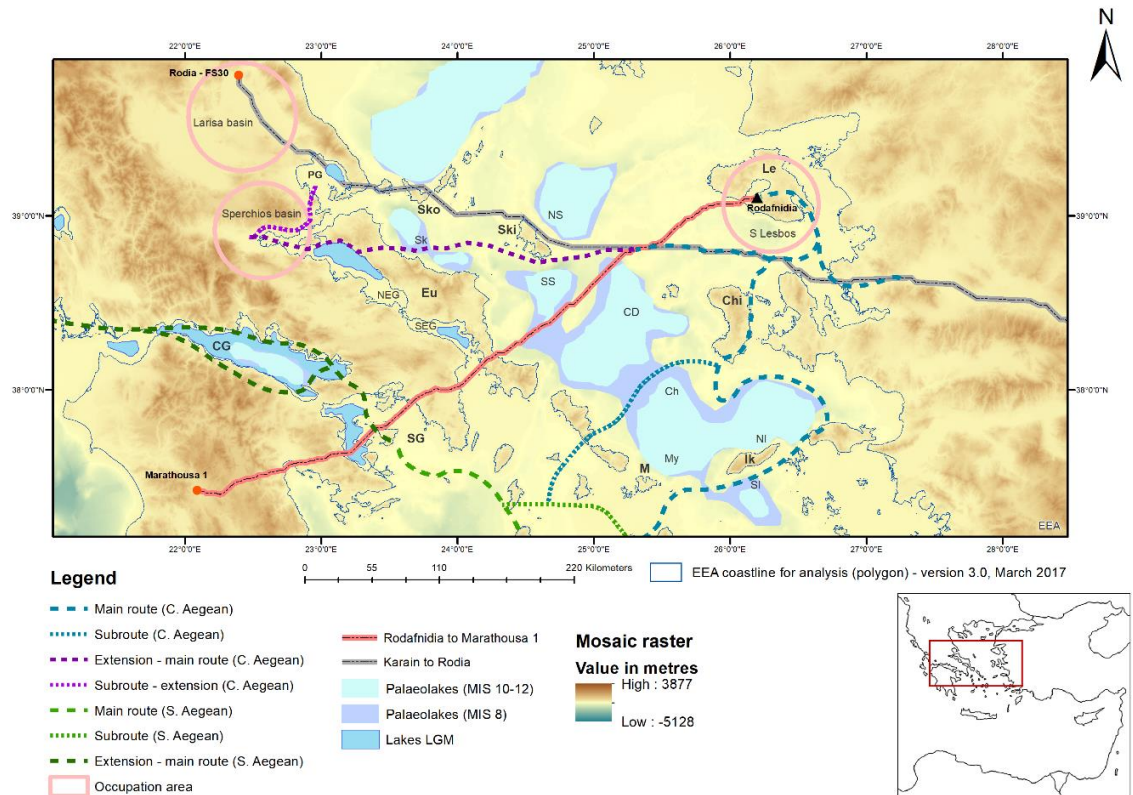 N
22°0'0"E 23°0'0"E 24°0'0"E 25°0'0"E 26°0'0"E 27°0'0"E 28°0'0"E
Rodia - FS30
Larisa basin
PG
Le
Rodafnidia
S Lesbos
39°0'0"N 39°0'0"N
Sperchios basin
Sko
NS
Ski
Sk
SS
NEG
Eu
Chi
CD
SEG
CG
38°0'0"N 38°0'0"N
Ch
SG
NI
My
Ik
M
SI
Marathousa 1
EEA
22°0'0"E 23°0'0"E 24°0'0"E 25°0'0"E 26°0'0"E 27°0'0"E 28°0'0"E
0 55 110 220 Kilometers
EEA coastline for analysis (polygon) - version 3.0, March 2017
Legend
Main route (C. Aegean)
Subroute (C. Aegean)
Extension - main route (C. Aegean)
Subroute - extension (C. Aegean)
Main route (S. Aegean)
Subroute (S. Aegean)
Extension - main route (S. Aegean)
Occupation area
Rodafnidia to Marathousa 1
Karain to Rodia
Palaeolakes (MIS 10-12)
Palaeolakes (MIS 8)
Lakes LGM
Mosaic raster
Value in metres
High : 3877
Low : -5128